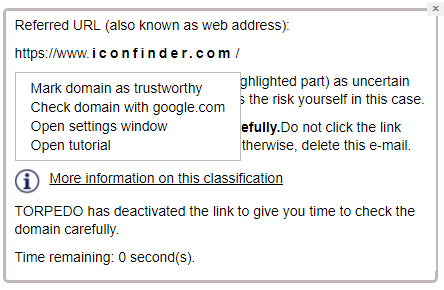 Referred URL (also known as web address):
https://www. iconfinder.com /
Mark domain as trustworthy
Check domain with google.com
Open settings window
Open tutorial
ghlighted part) as uncertain
s the risk yourself in this case.
efully.Do not click the link
therwise, delete this e-mail.
More information on this classification
TORPEDO has deactivated the link to give you time to check the
domain carefully.
Time remaining: 0 second(s).